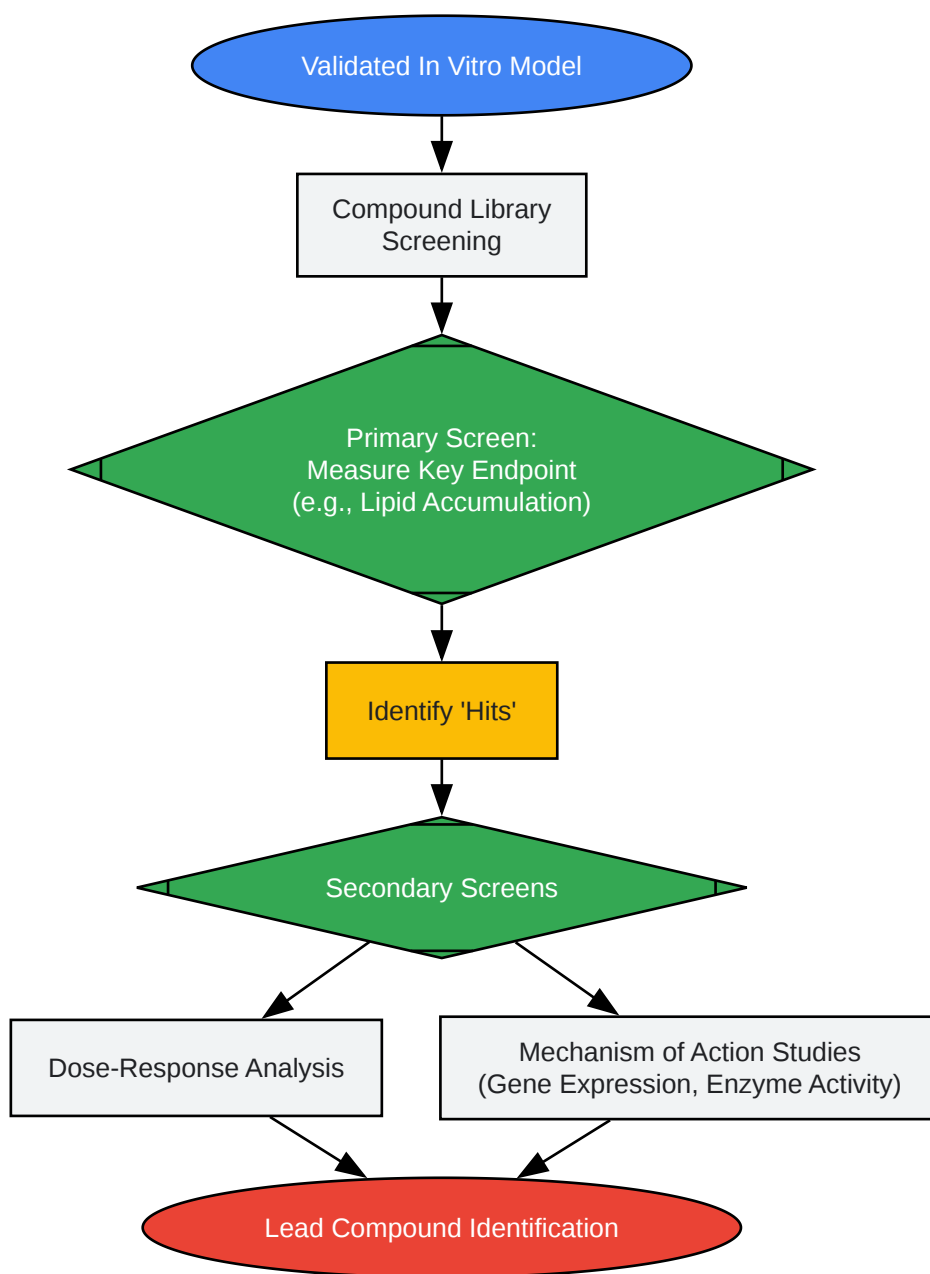 Validated In Vitro Model
Compound Library
Screening
Primary Screen:
Measure Key Endpoint
(e.g., Lipid Accumulation)
Identify 'Hits'
Secondary Screens
Dose-Response Analysis
Mechanism of Action Studies
(Gene Expression, Enzyme Activity)
Lead Compound Identification